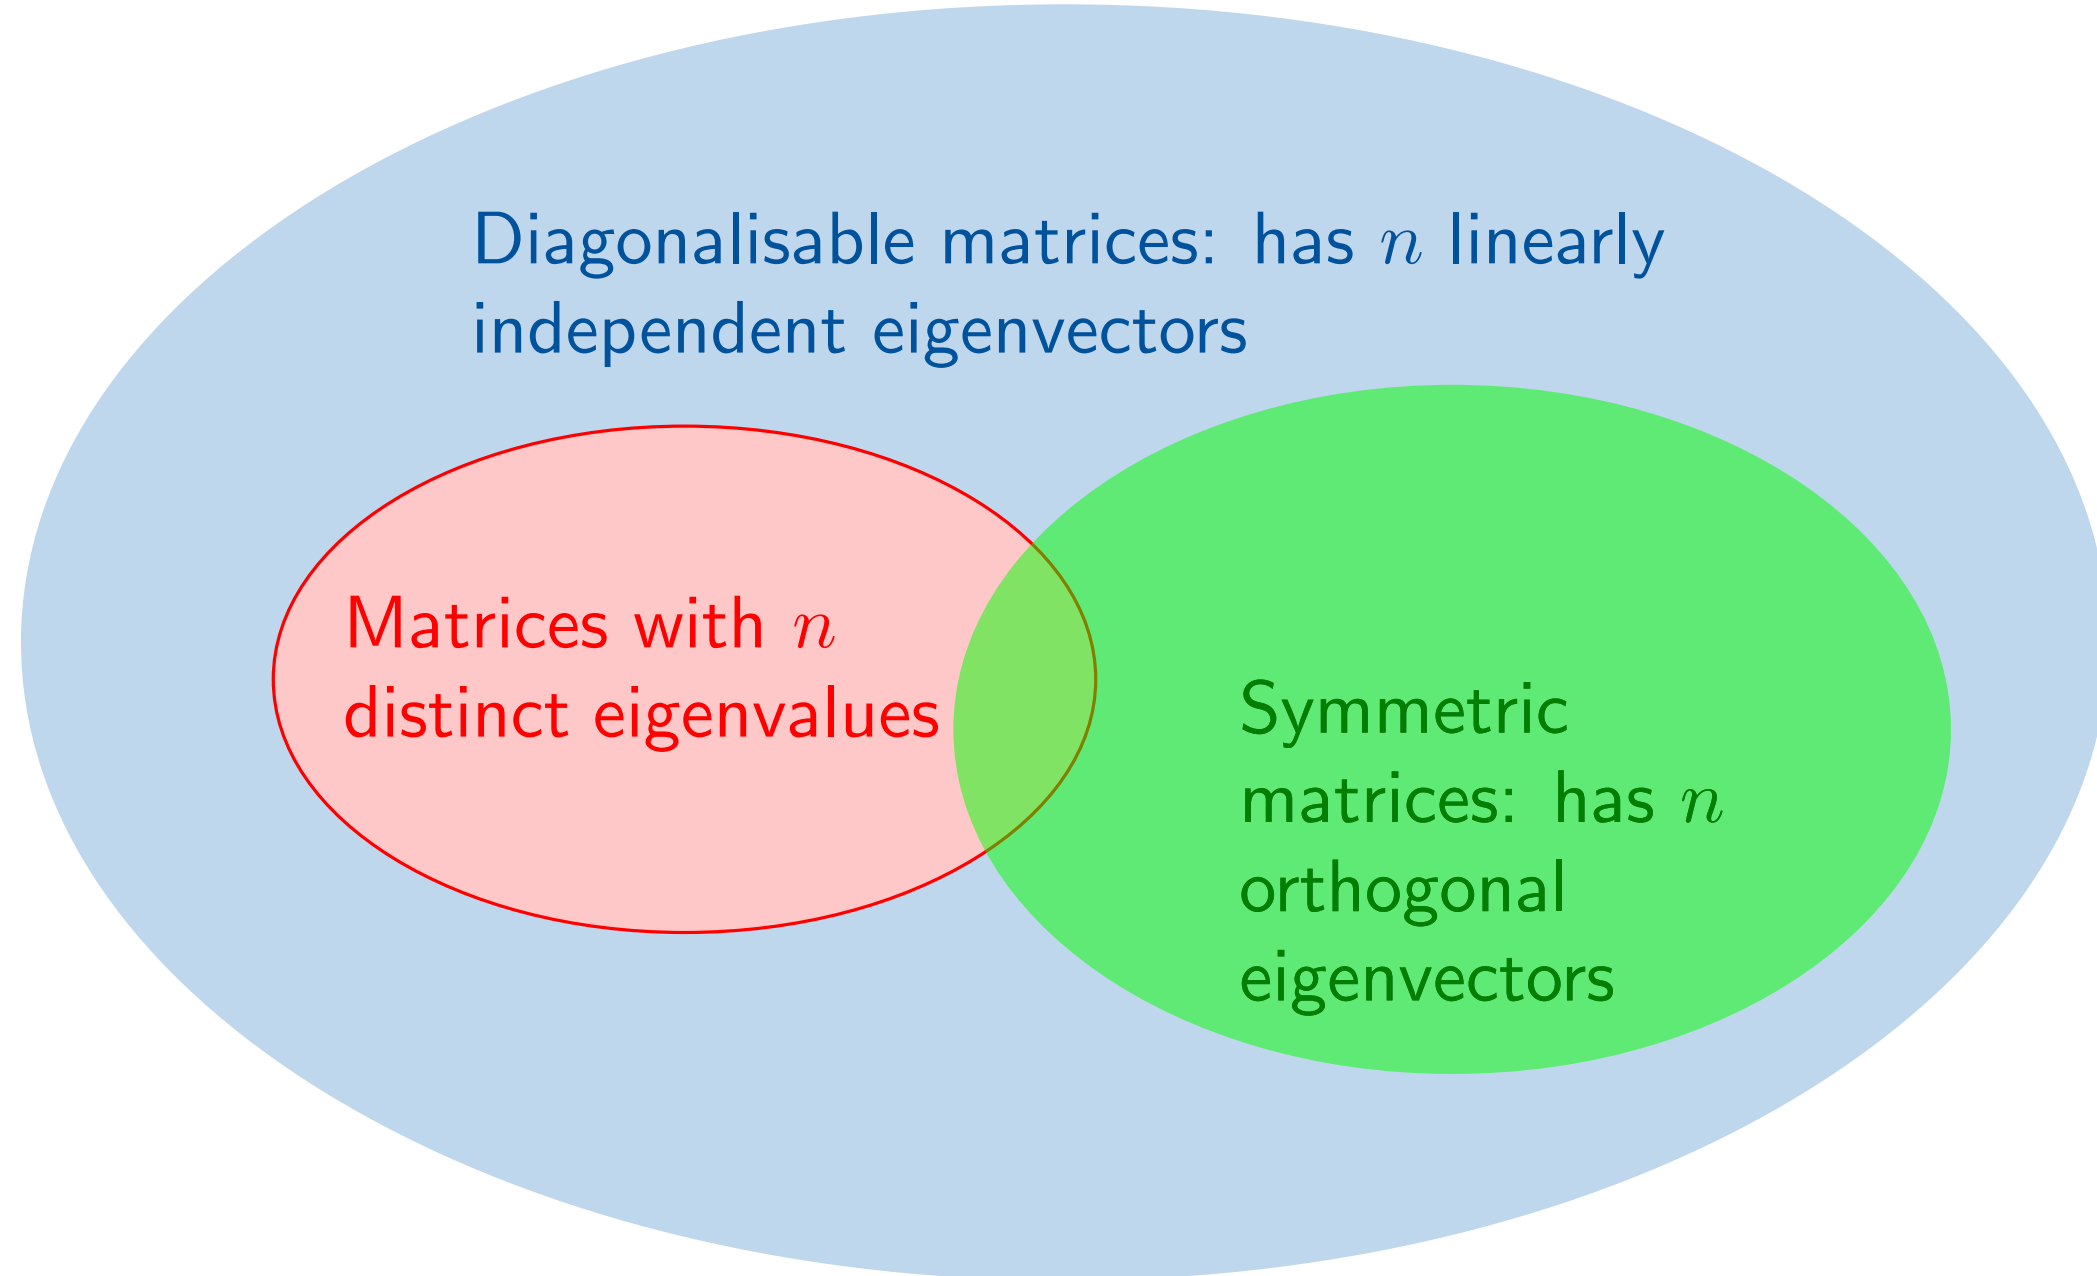 Diagonalisable matrices: has n linearly
independent eigenvectors
Matrices with n
distinct eigenvalues
Symmetric
matrices: has n
orthogonal
eigenvectors